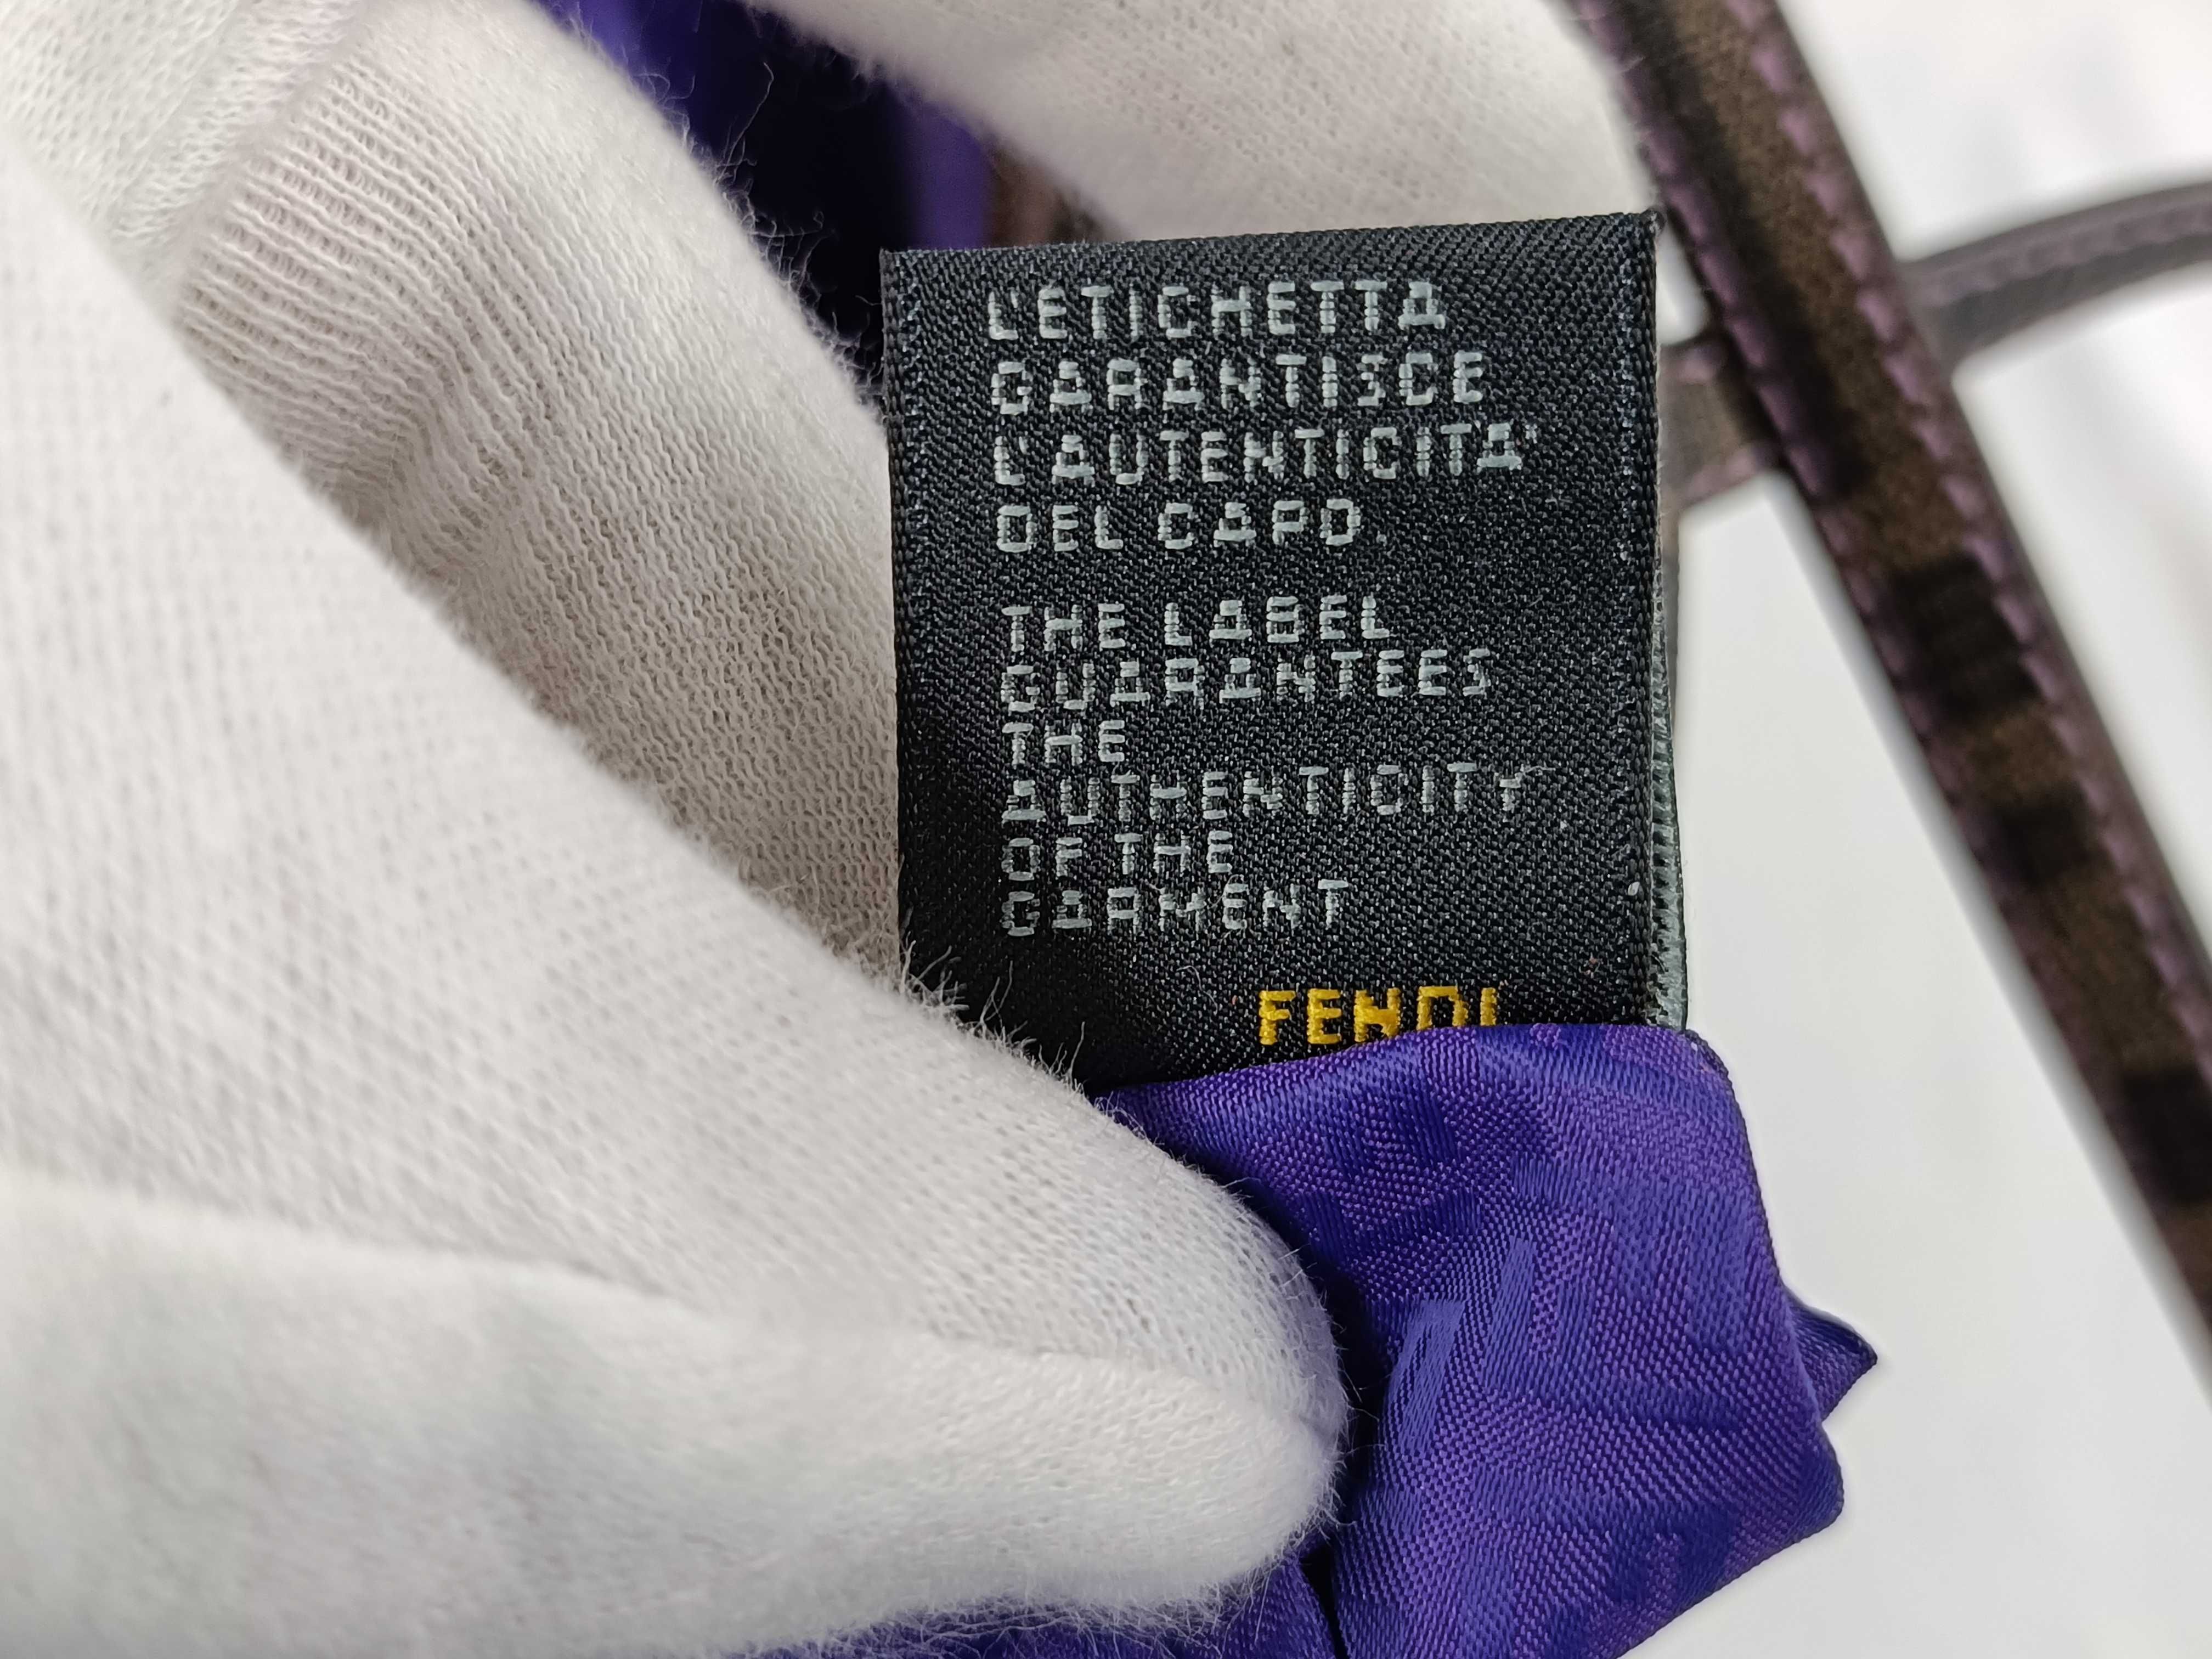 L'ETICHETTA
GARANTISCE
L'AUTENTICITA'
DEL CAPO
THE LABEL
GUARANTEES
THE
AUTHENTICITY
OF THE
GARMENT
FENDI